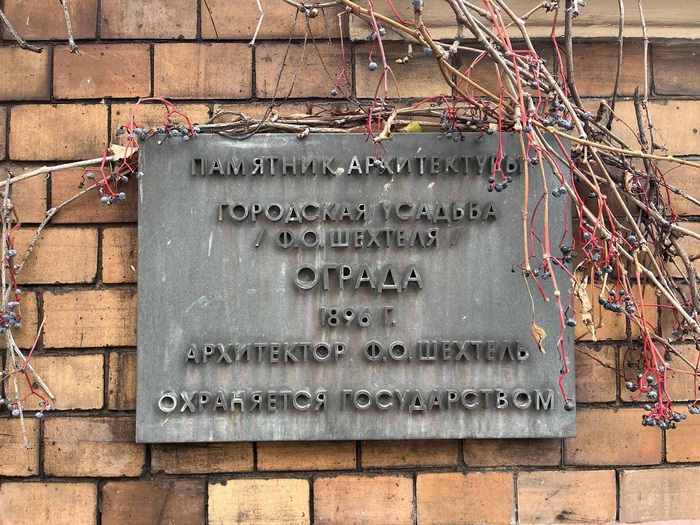 ПАМЯТНИК АРХИТЕКТУРЫ
ГОРОДСКАЯ УСАДЬБА
/ Ф.О. ШЕХТЕЛЯ /
ОГРАДА
1896 Г.
АРХИТЕКТОР Ф.О. ШЕХТЕЛЬ
ОХРАНЯЕТСЯ ГОСУДАРСТВОМ